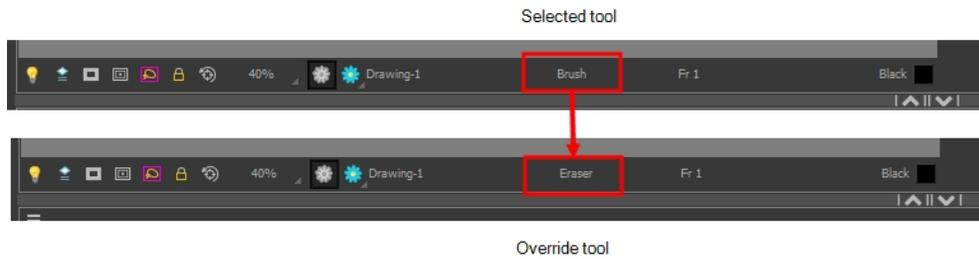 Selected tool
40% Drawing-1 Brush Fr 1 Black
40% Drawing-1 Eraser Fr 1 Black
Override tool